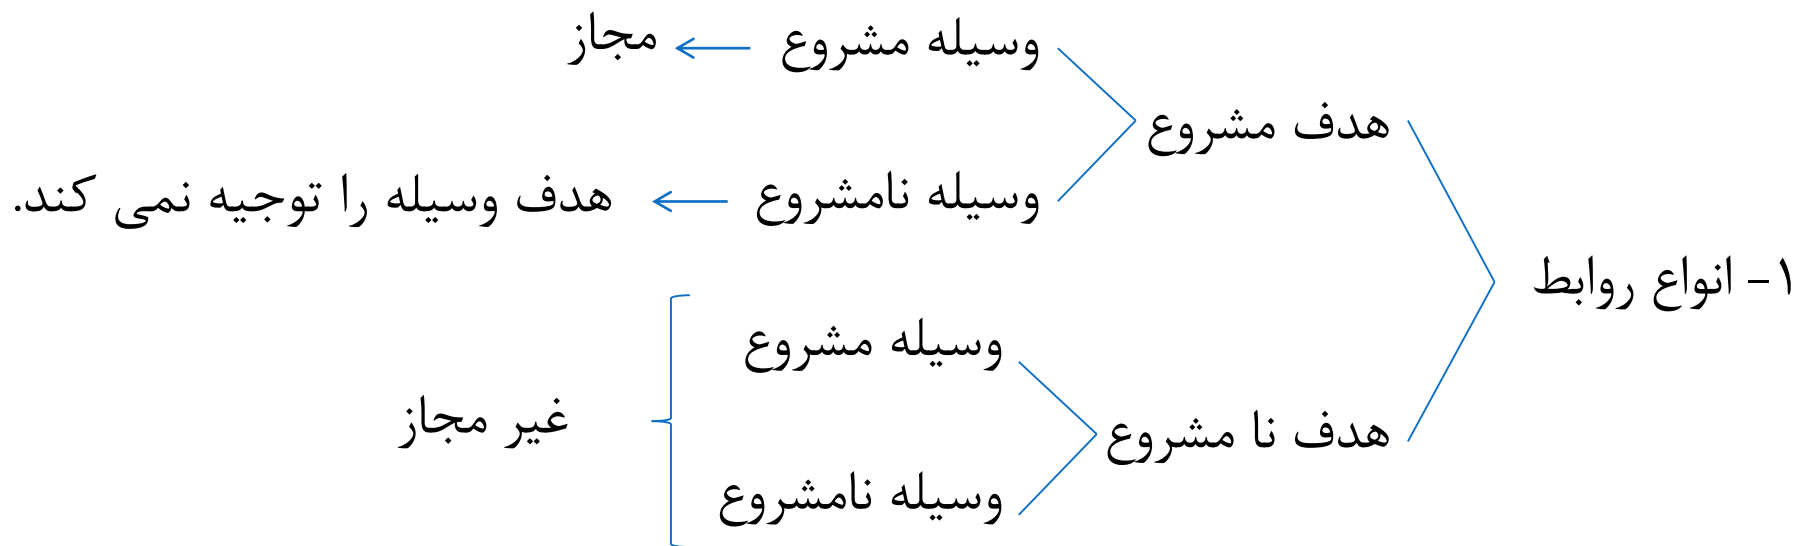 وسیله مشروع
مجاز
هدف مشروع
وسیله نامشروع
هدف وسیله را توجیه نمی کند.
۱- انواع روابط
وسیله مشروع
غیر مجاز
هدف نا مشروع
وسیله نامشروع